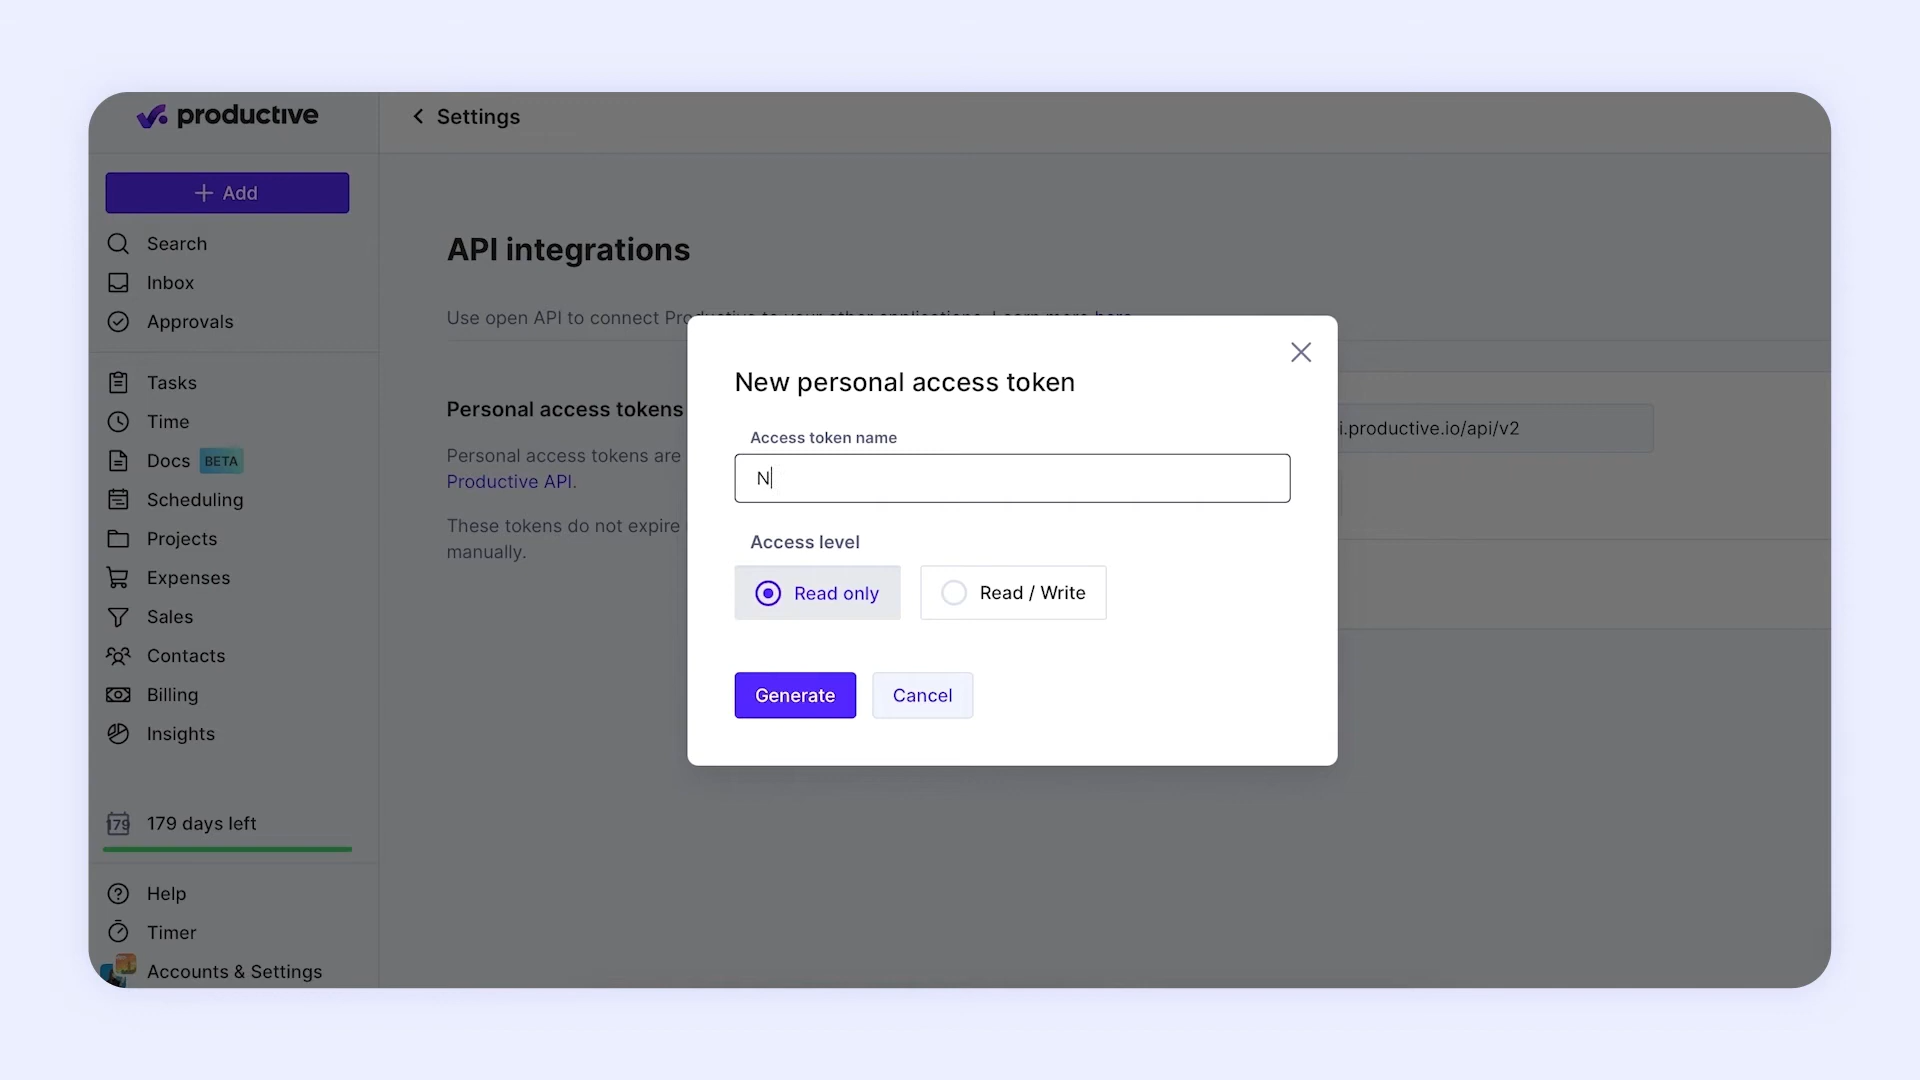 productive
Settings
Add
Search
Inbox
Approvals
Tasks
Time
Docs BETA
Scheduling
Projects
Expenses
Sales
Contacts
Billing
Insights
179 179 days left
Help
Timer
Accounts & Settings
API integrations
Use open API to connect Productive to your other applications. Learn more here
Personal access tokens
Personal access tokens are
Productive API.
These tokens do not expire
manually.
i.productive.io/api/v2
New personal access token
Access token name
N
Access level
Read only
Read / Write
Generate
Cancel